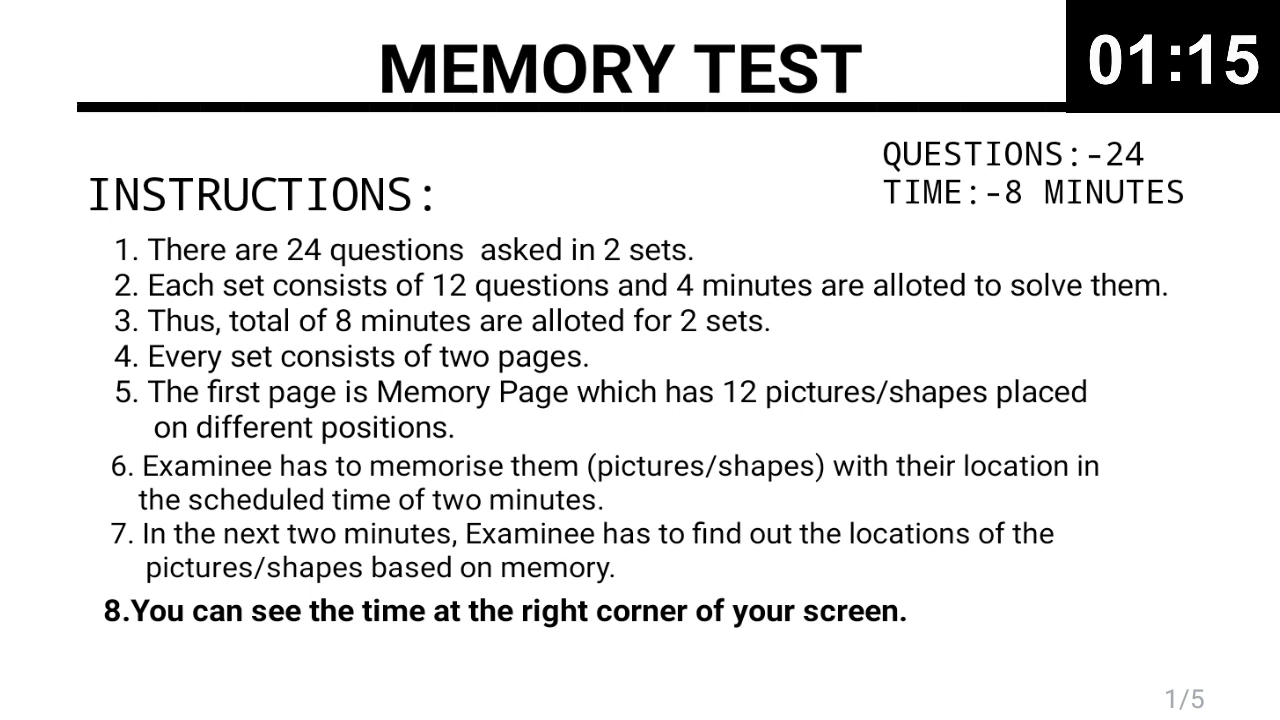 MEMORY TEST
01:15
QUESTIONS:-24
TIME:-8 MINUTES
INSTRUCTIONS:
1. There are 24 questions  asked in 2 sets.
2. Each set consists of 12 questions and 4 minutes are alloted to solve them.
3. Thus, total of 8 minutes are alloted for 2 sets.
4. Every set consists of two pages.
5. The first page is Memory Page which has 12 pictures/shapes placed
on different positions.
6. Examinee has to memorise them (pictures/shapes) with their location in
the scheduled time of two minutes.
7. In the next two minutes, Examinee has to find out the locations of the
pictures/shapes based on memory.
8.You can see the time at the right corner of your screen.
1/5